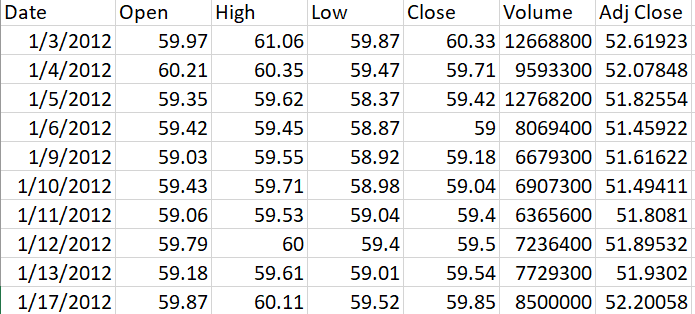 Date Open High Low Close Volume Adj Close
1/3/2012 59.97 61.06 59.87 60.33 12668800 52.61923
1/4/2012 60.21 60.35 59.47 59.71 9593300 52.07848
1/5/2012 59.35 59.62 58.37 59.42 12768200 51.82554
1/6/2012 59.42 59.45 58.87 59 8069400 51.45922
1/9/2012 59.03 59.55 58.92 59.18 6679300 51.61622
1/10/2012 59.43 59.71 58.98 59.04 6907300 51.49411
1/11/2012 59.06 59.53 59.04 59.4 6365600 51.8081
1/12/2012 59.79 60 59.4 59.5 7236400 51.89532
1/13/2012 59.18 59.61 59.01 59.54 7729300 51.9302
1/17/2012 59.87 60.11 59.52 59.85 8500000 52.20058